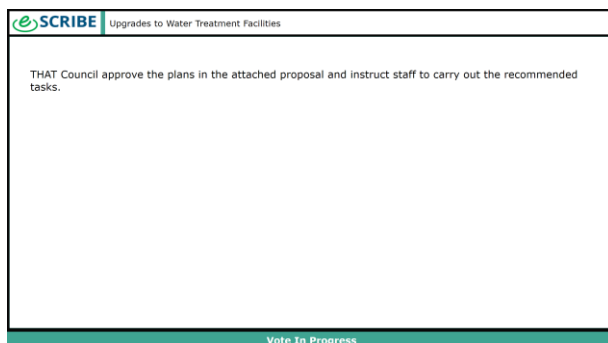 eSCRIBE Upgrades to Water Treatment Facilities
THAT Council approve the plans in the attached proposal and instruct staff to carry out the recommended
tasks.
Vote In Progress